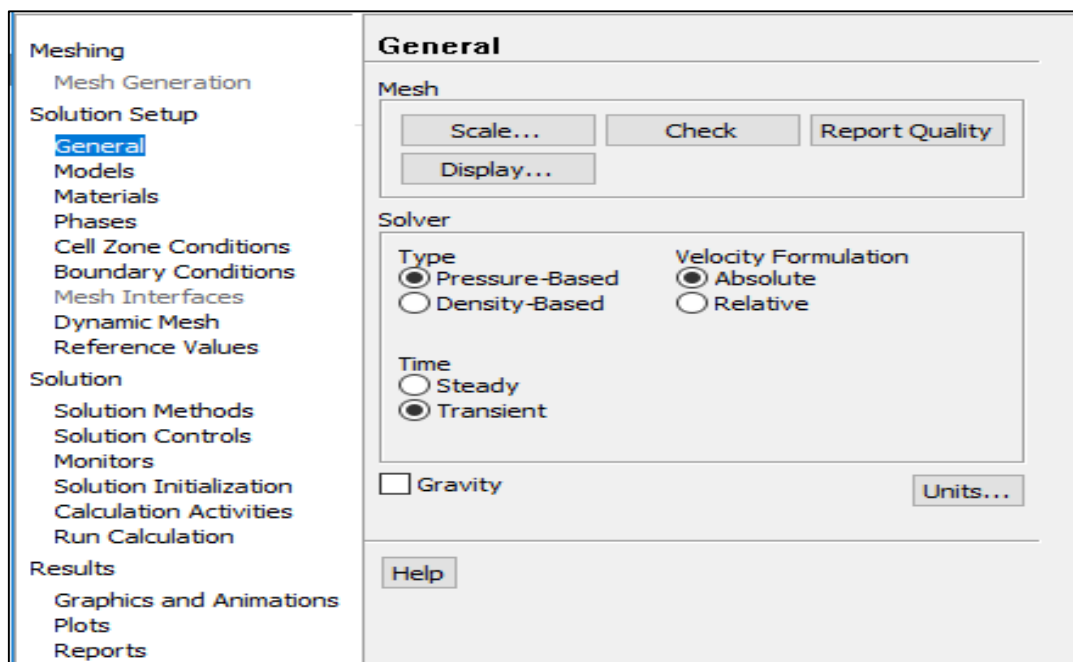 Meshing
Mesh Generation
Solution Setup
General
Models
Materials
Phases
Cell Zone Conditions
Boundary Conditions
Mesh Interfaces
Dynamic Mesh
Reference Values
Solution
Solution Methods
Solution Controls
Monitors
Solution Initialization
Calculation Activities
Run Calculation
Results
Graphics and Animations
Plots
Reports
General
Mesh
Scale... Check Report Quality
Display...
Solver
Type Velocity Formulation
Pressure-Based Absolute
Density-Based Relative
Time
Steady
Transient
Gravity Units...
Help